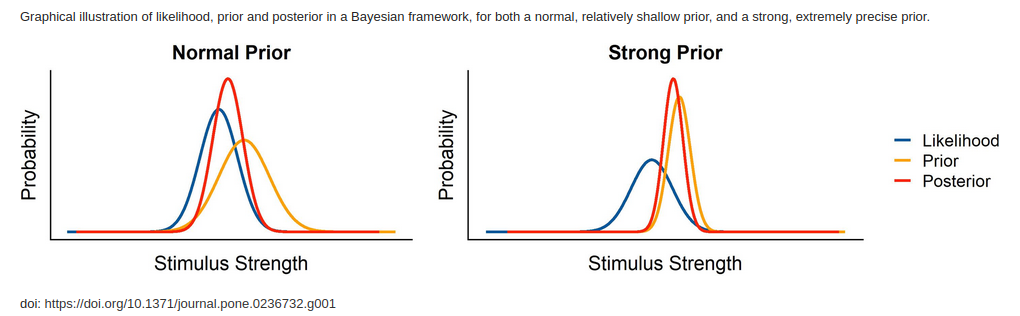 Graphical illustration of likelihood, prior and posterior in a Bayesian framework, for both a normal, relatively shallow prior, and a strong, extremely precise prior.
Normal Prior
Probability
Stimulus Strength
Strong Prior
Probability
Stimulus Strength
Likelihood
Prior
Posterior
doi: https://doi.org/10.1371/journal.pone.0236732.g001